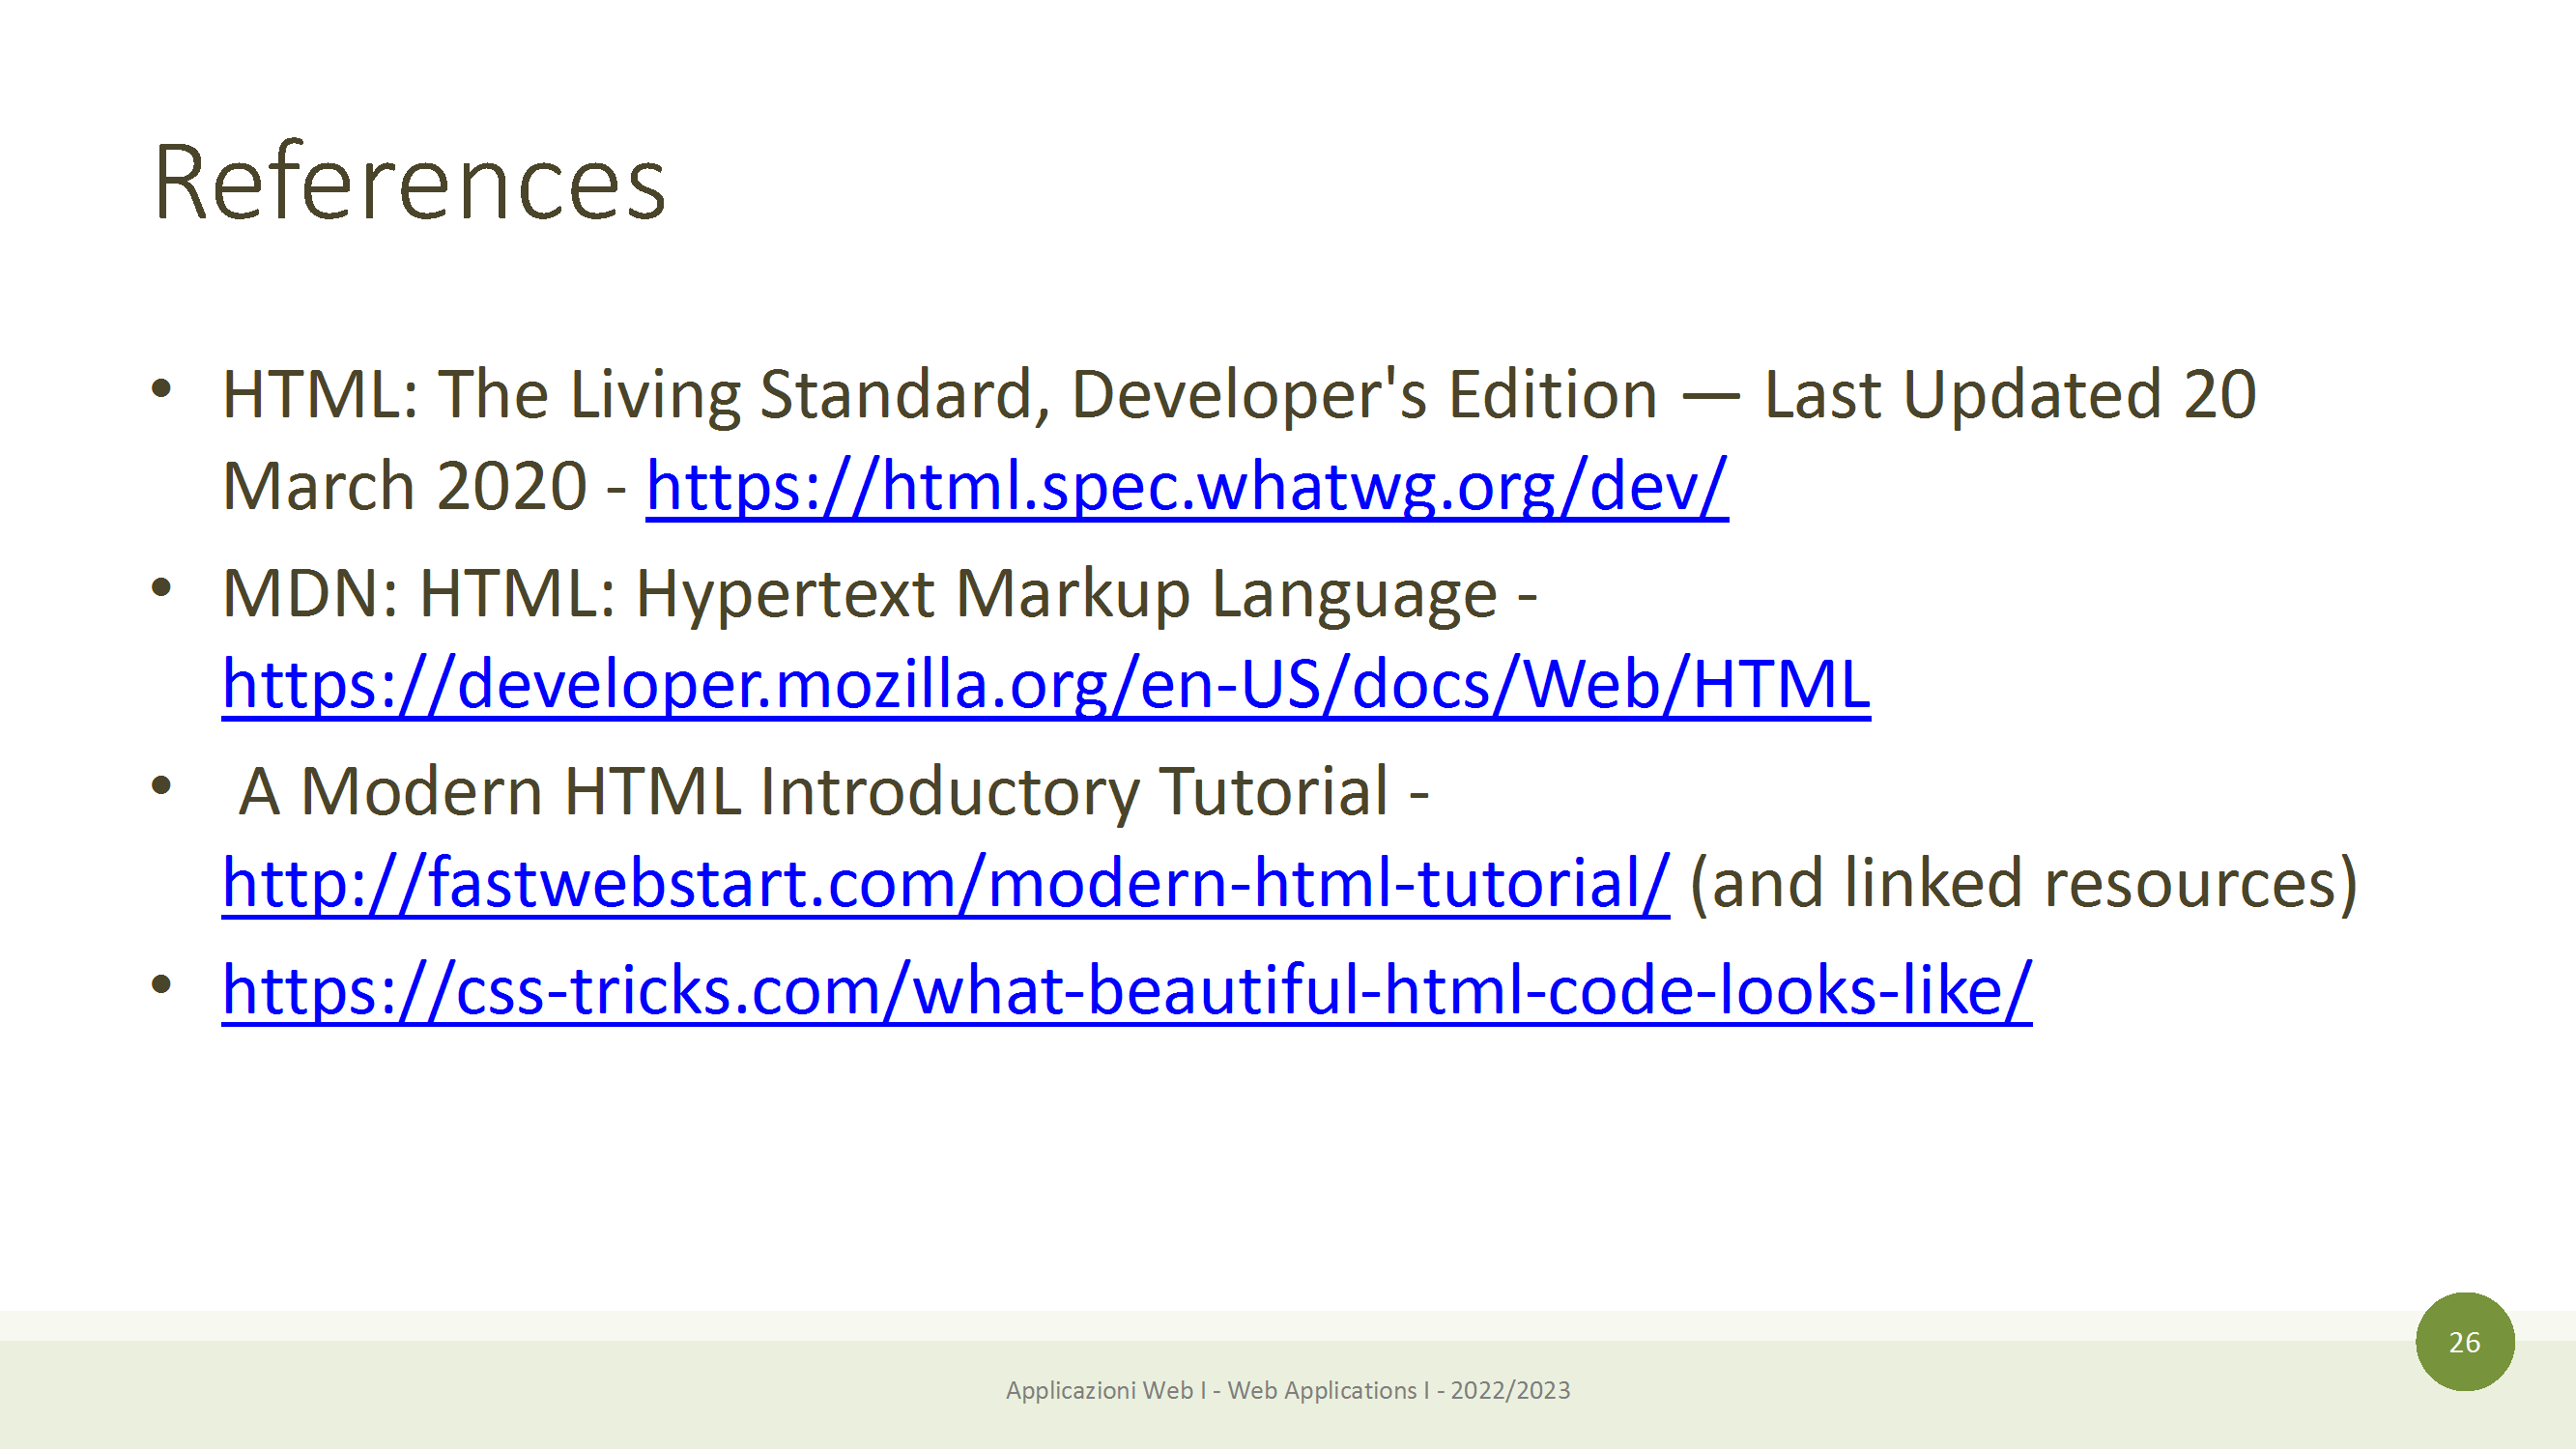 References
• HTML: The Living Standard, Developer's Edition — Last Updated 20
March 2020 - https://html.spec.whatwg.org/dev/
• MDN: HTML: Hypertext Markup Language -
https://developer.mozilla.org/en-US/docs/Web/HTML
• A Modern HTML Introductory Tutorial -
http://fastwebstart.com/modern-html-tutorial/ (and linked resources)
• https://css-tricks.com/what-beautiful-html-code-looks-like/
26
Applicazioni Web I - Web Applications I - 2022/2023